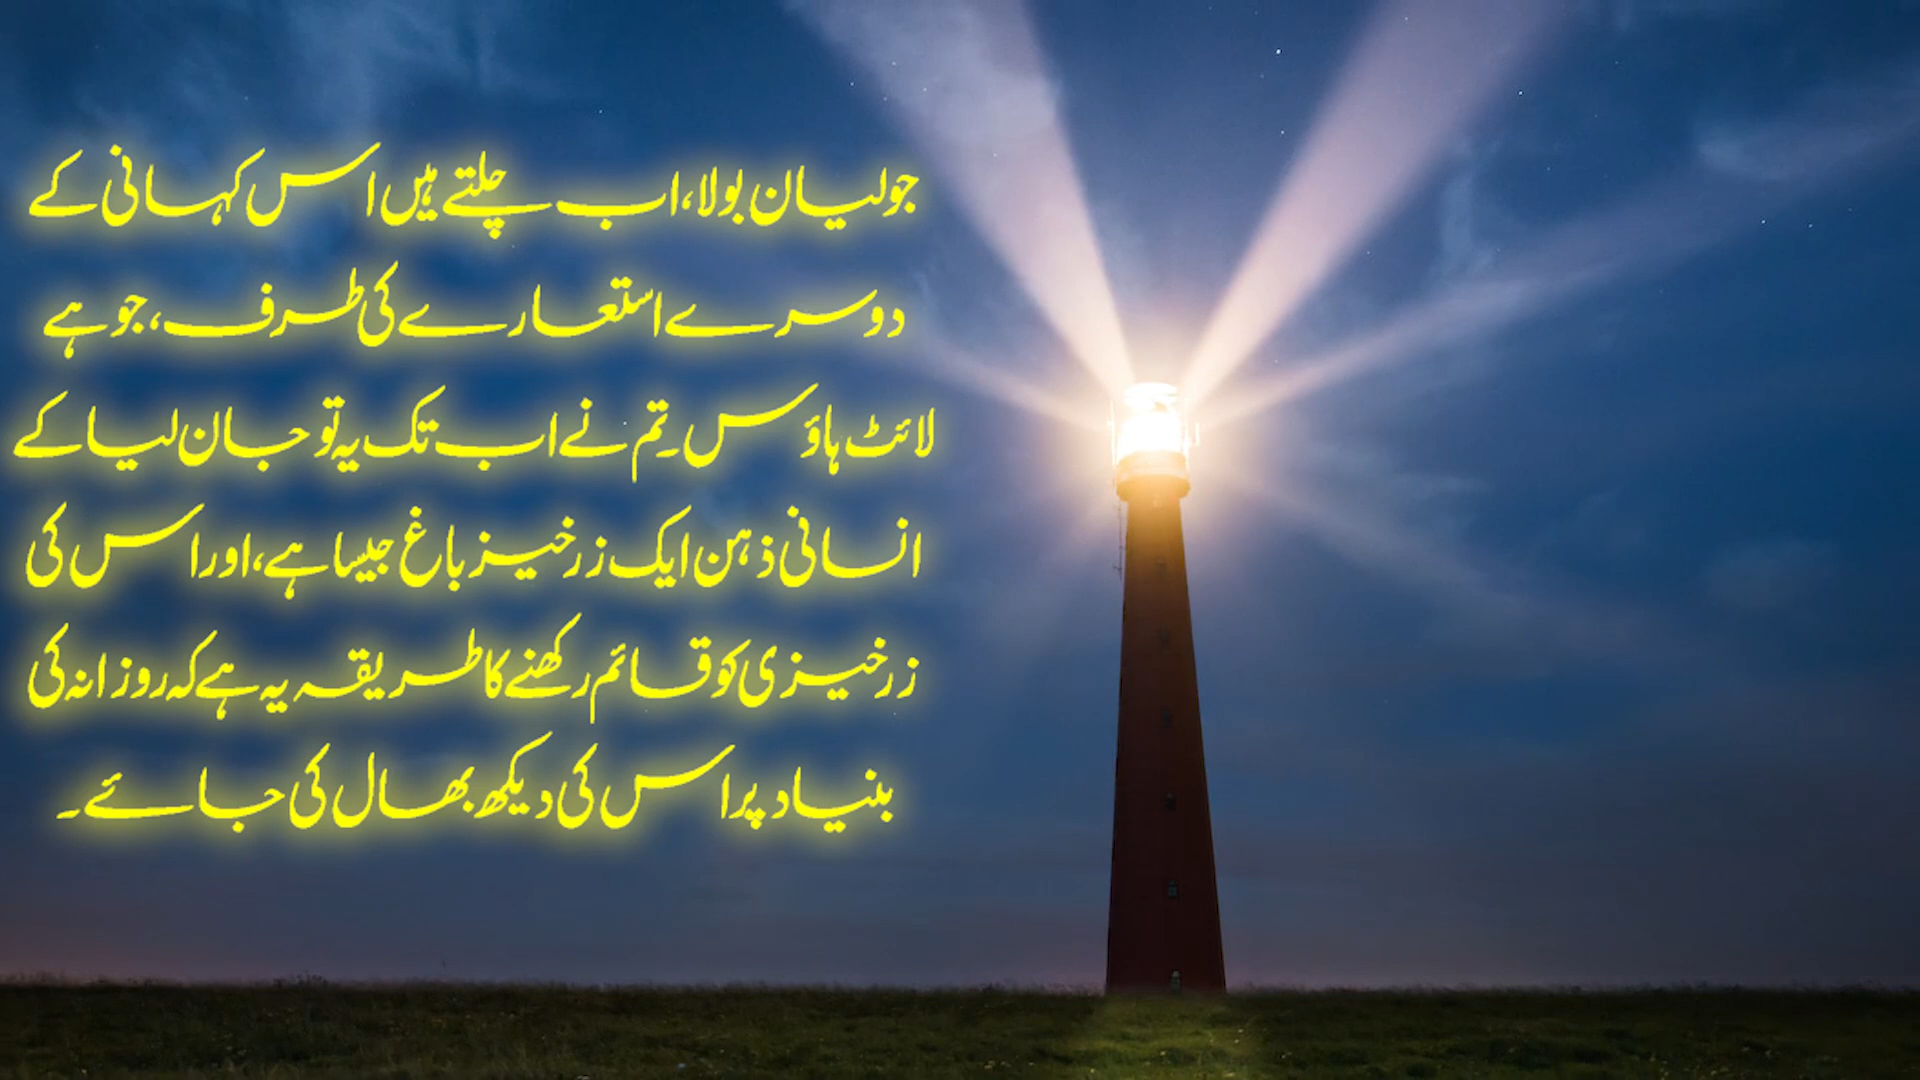 جولیان بولا، اب چلتے ہیں اس کہانی کے
دوسرے استعارے کی طرف، جو ہے
لائٹ ہاؤس۔ تم نے اب تک یہ تو جان لیا کے
انسانی ذہن ایک زرخیز باغ جیسا ہے، اور اس کی
زرخیزی کو قائم رکھنے کا طریقہ یہ ہے کہ روزانہ کی
بنیاد پر اس کی دیکھ بھال کی جائے۔